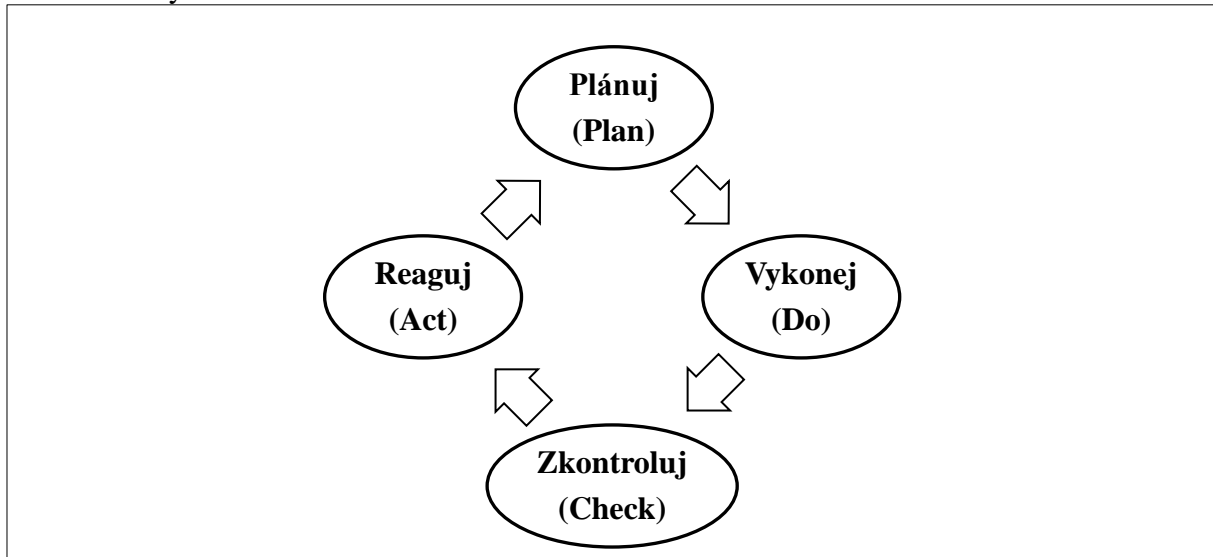 Plánuj
(Plan)
Reaguj
(Act)
Vykonej
(Do)
Zkontroluj
(Check)